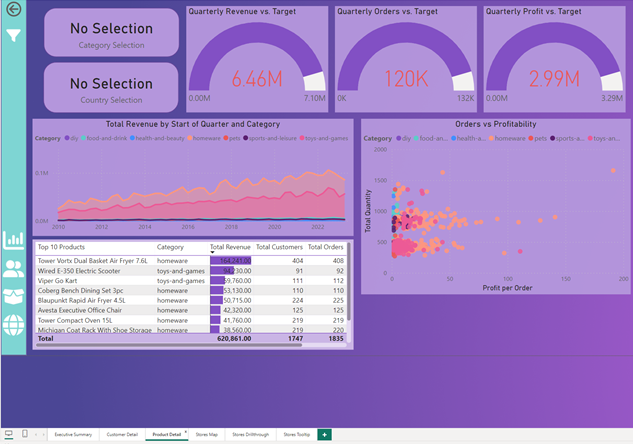 No Selection
Category Selection
No Selection
Country Selection
Quarterly Revenue vs. Target
6.46M
0.00M
7.10M
Quarterly Orders vs. Target
120K
0K
132K
Quarterly Profit vs. Target
2.99M
0.00M
3.29M
Total Revenue by Start of Quarter and Category
Category diy food-and-drink health-and-beauty homeware pets sports-and-leisure toys-and-games
0.1M
0.0M
2010 2012 2014 2016 2018 2020 2022
Orders vs Profitability
Category diy food-an... health-a... homeware pets sports-a... toys-an...
Total Quantity
2000
1500
1000
500
0
0 50 100 150 200
Profit per Order
Top 10 Products Category Total Revenue Total Customers Total Orders
Tower Vortx Dual Basket Air Fryer 7.6L homeware 164,241.00 404 408
Wired E-350 Electric Scooter toys-and-games 94,230.00 91 92
Viper Go Kart toys-and-games 59,760.00 111 112
Coberg Bench Dining Set 3pc homeware 53,130.00 110 110
Blaupunkt Rapid Air Fryer 4.5L homeware 50,715.00 224 225
Avesta Executive Office Chair homeware 42,320.00 125 125
Tower Compact Oven 15L homeware 41,760.00 219 219
Michigan Coat Rack With Shoe Storage homeware 38,560.00 219 220
Total 620,861.00 1747 1835
Executive Summary Customer Detail Product Detail Stores Map Stores Drillthrough Stores Tooltip